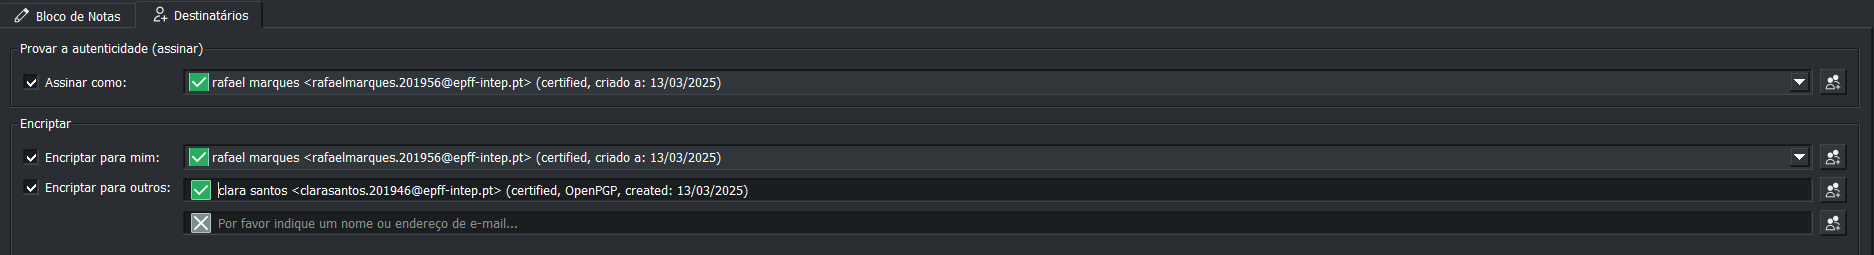 Bloco de Notas Destinatários
Provar a autenticidade (assinar)
Assinar como: rafael marques <rafaelmarques.201956@epff-intep.pt> (certified, criado a: 13/03/2025)
Encriptar
Encriptar para mim: rafael marques <rafaelmarques.201956@epff-intep.pt> (certified, criado a: 13/03/2025)
Encriptar para outros: clara santos <clarasantos.201946@epff-intep.pt> (certified, OpenPGP, created: 13/03/2025)
Por favor indique um nome ou endereço de e-mail...